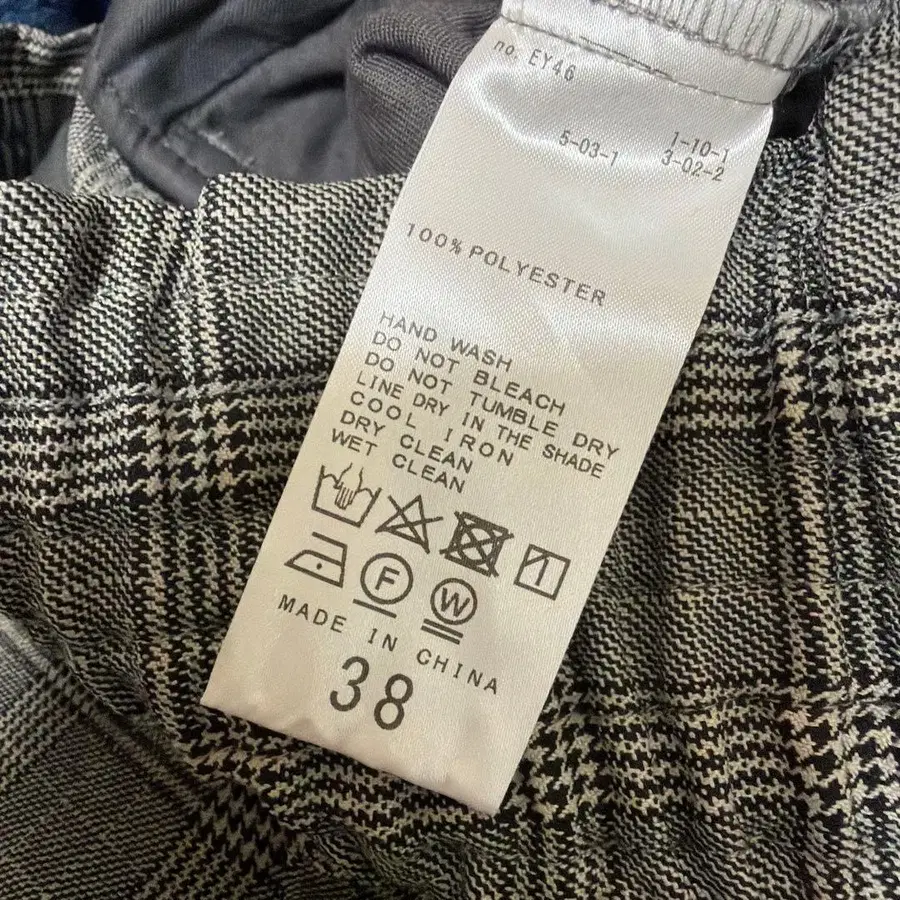 no. EY46
1-10-1
5-03-1 3-02-2
100% POLYESTER
HAND WASH
DO NOT BLEACH
DO NOT TUMBLE DRY
LINE DRY IN THE SHADE
COOL IRON
DRY CLEAN
WET CLEAN
F
W
MADE IN CHINA
38